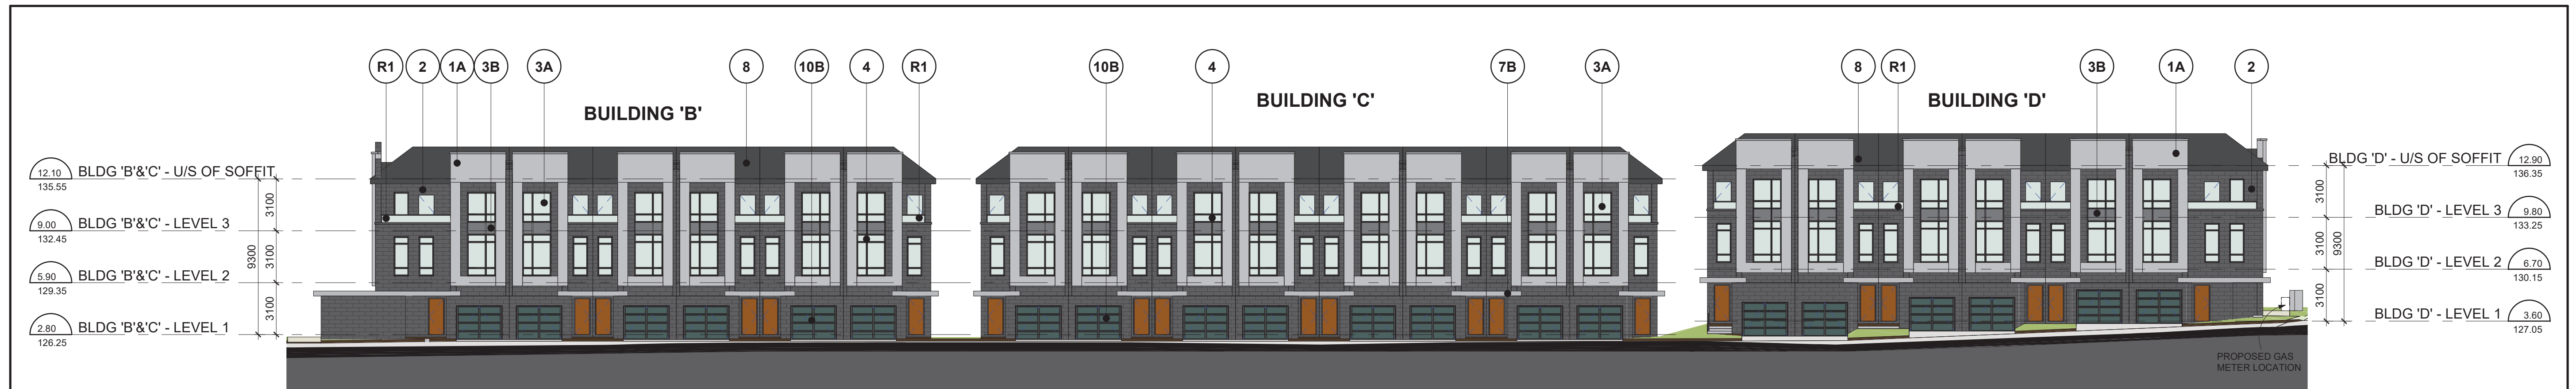 R1 2 1A 3B 3A 8 10B 4 R1 10B 4 7B 3A 8 R1 3B 1A 2
BUILDING 'B'
BUILDING 'C'
BUILDING 'D'
12.10 BLDG 'B'&'C' - U/S OF SOFFIT
135.55
9.00 BLDG 'B'&'C' - LEVEL 3
132.45
5.90 BLDG 'B'&'C' - LEVEL 2
129.35
2.80 BLDG 'B'&'C' - LEVEL 1
126.25
9300
3100
3100
3100
3100
3100
3100
9300
BLDG 'D' - U/S OF SOFFIT 12.90
136.35
BLDG 'D' - LEVEL 3 9.80
133.25
BLDG 'D' - LEVEL 2 6.70
130.15
BLDG 'D' - LEVEL 1 3.60
127.05
PROPOSED GAS
METER LOCATION